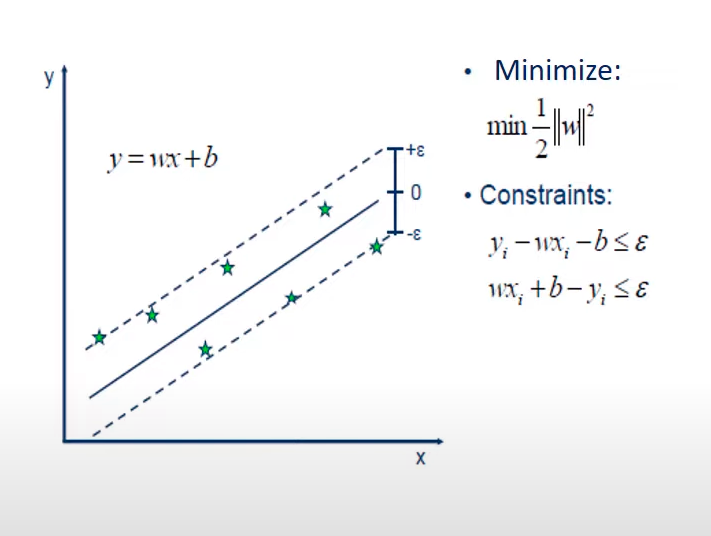 y
y = wx + b
+ε
0
-ε
x
• Minimize:
min 1/2 ||w||²
• Constraints:
yᵢ − wxᵢ − b ≤ ε
wxᵢ + b − yᵢ ≤ ε